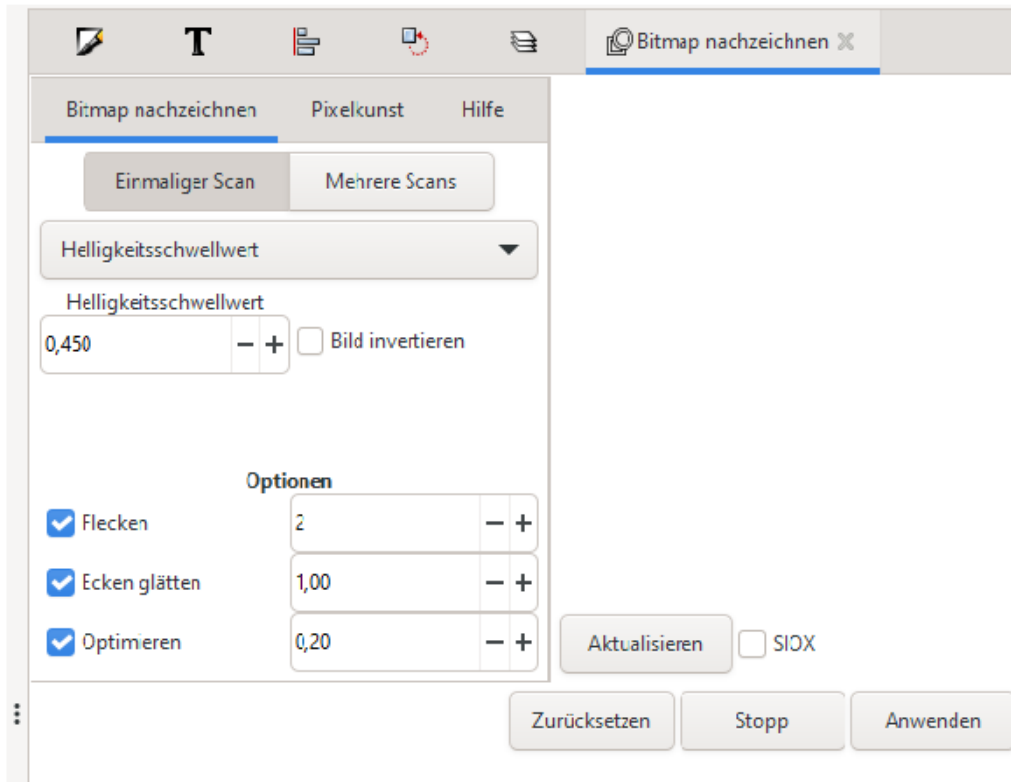 T
Bitmap nachzeichnen
Bitmap nachzeichnen Pixelkunst Hilfe
Einmaliger Scan Mehrere Scans
Helligkeitsschwellwert
Helligkeitsschwellwert
0,450 Bild invertieren
Optionen
Flecken 2
Ecken glätten 1,00
Optimieren 0,20
Aktualisieren SIOX
Zurücksetzen Stopp Anwenden